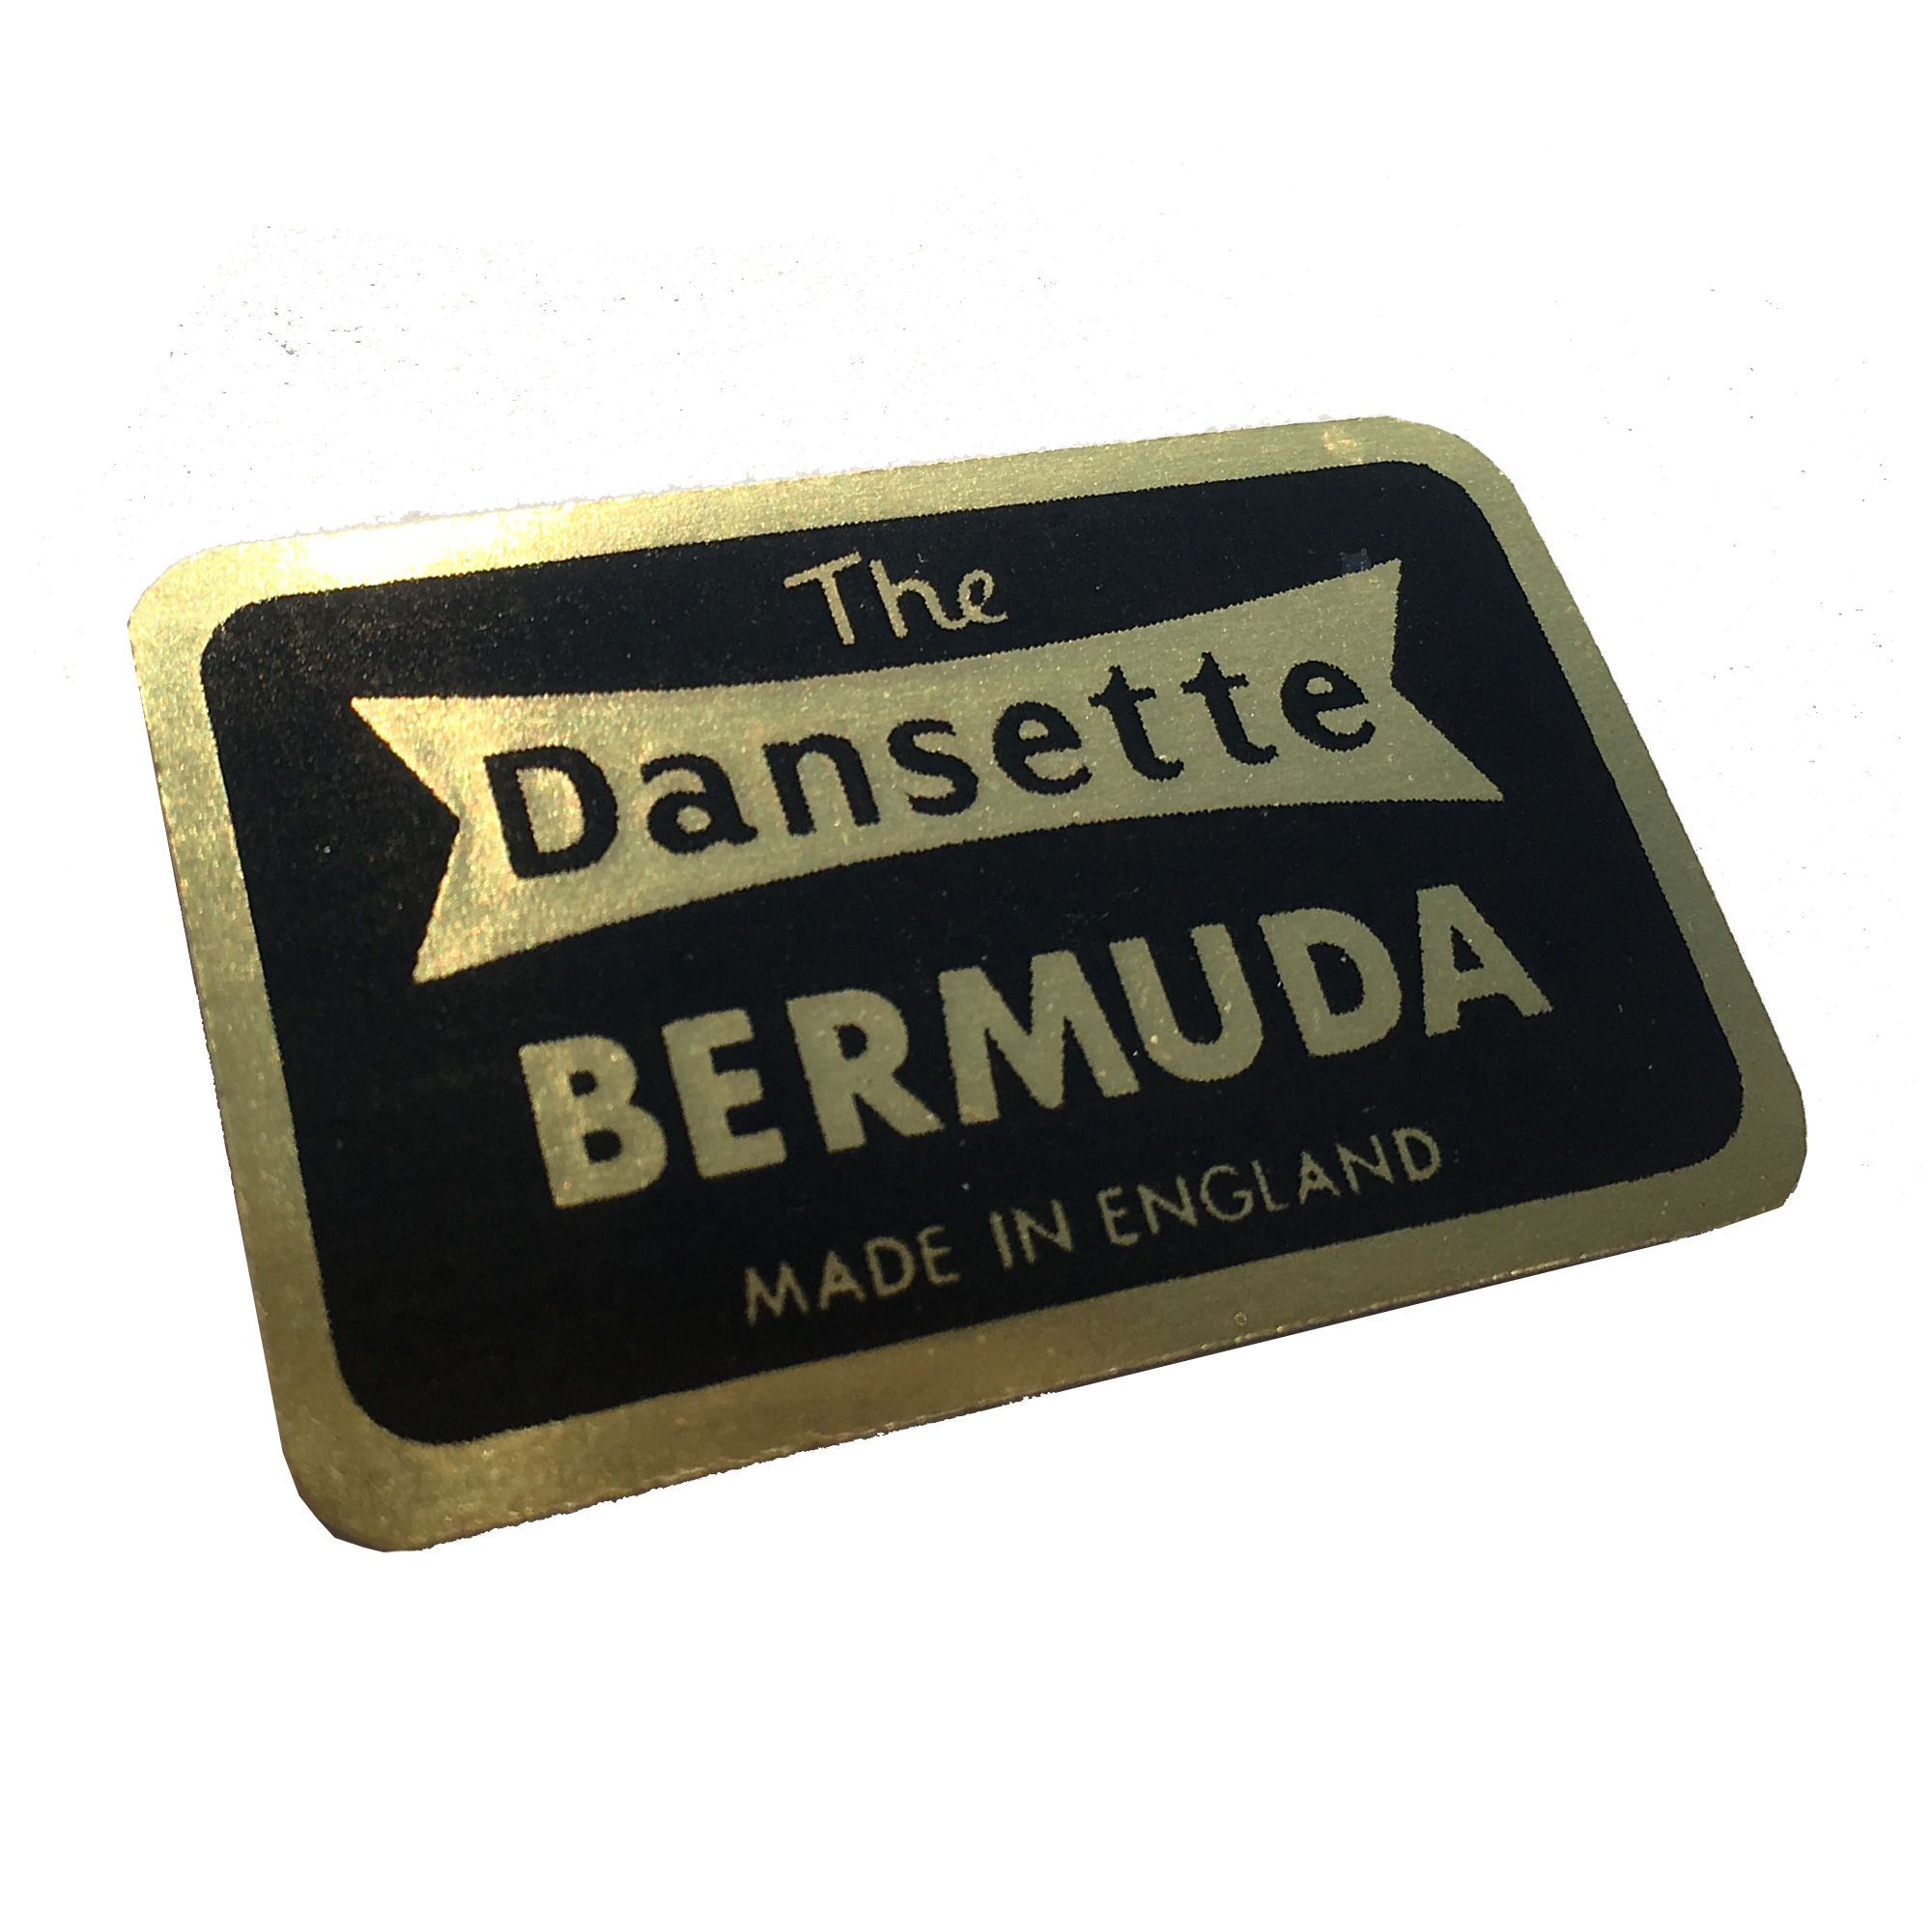 The
Dansette
BERMUDA
MADE IN ENGLAND